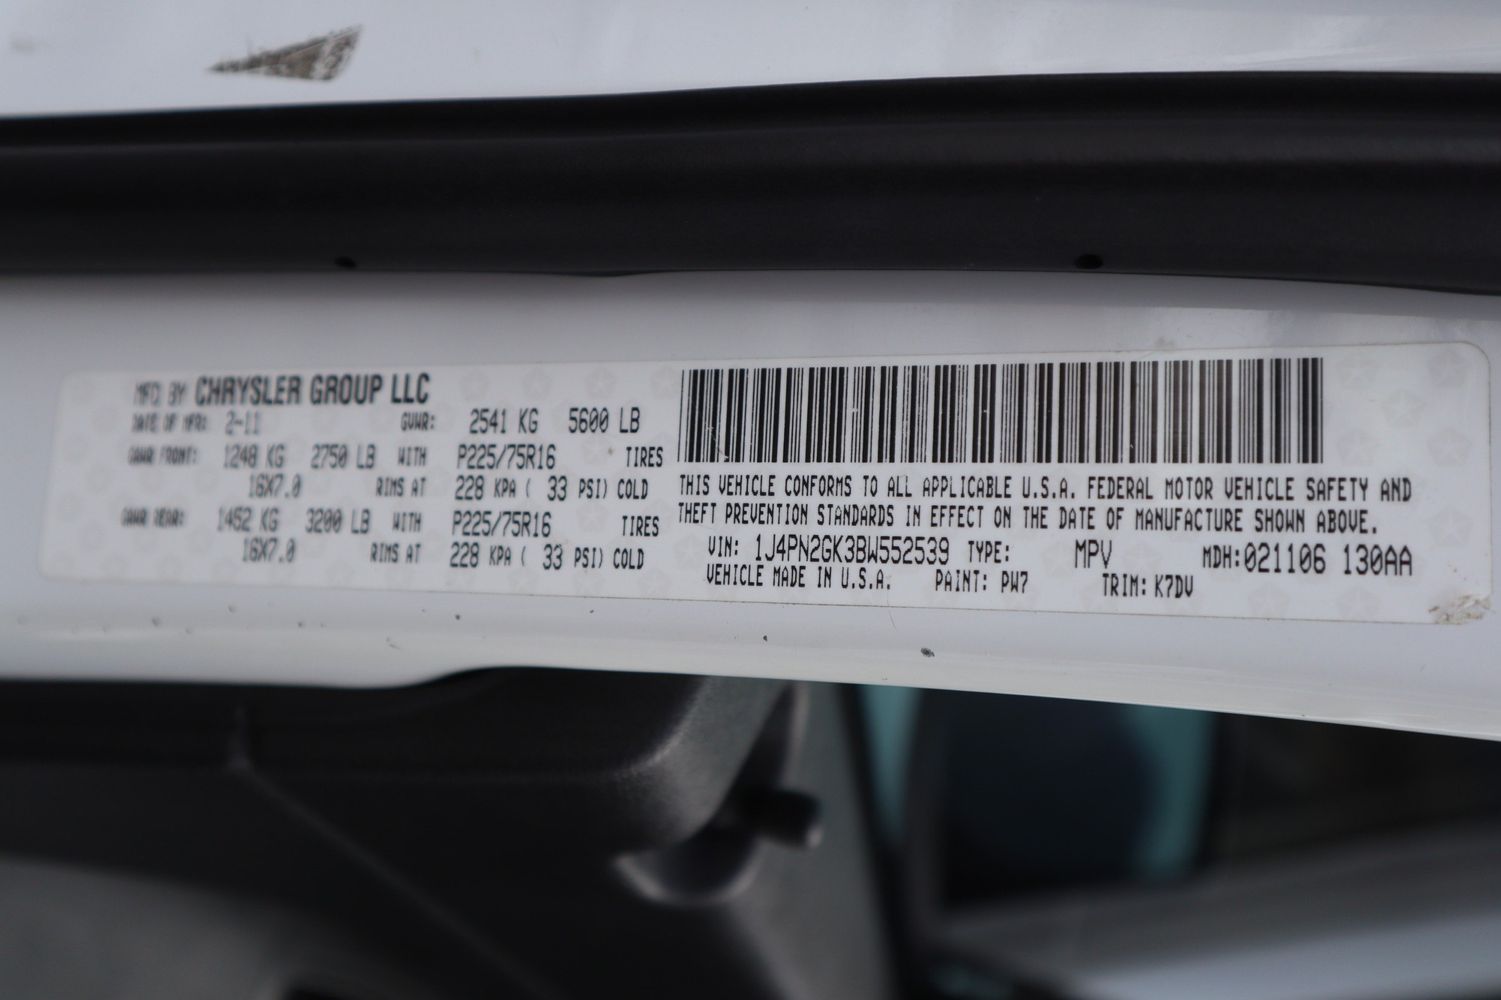 MFD BY CHRYSLER GROUP LLC
DATE OF MFR: 2-11 GVWR: 2541 KG 5600 LB
GAWR FRONT: 1248 KG 2750 LB WITH P225/75R16 TIRES
16X7.0 RIMS AT 228 KPA ( 33 PSI) COLD
GAWR REAR: 1452 KG 3200 LB WITH P225/75R16 TIRES
16X7.0 RIMS AT 228 KPA ( 33 PSI) COLD
THIS VEHICLE CONFORMS TO ALL APPLICABLE U.S.A. FEDERAL MOTOR VEHICLE SAFETY AND
THEFT PREVENTION STANDARDS IN EFFECT ON THE DATE OF MANUFACTURE SHOWN ABOVE.
VIN: 1J4PN2GK3BW552539 TYPE: MPV MDH:021106 130AA
VEHICLE MADE IN U.S.A. PAINT: PW7 TRIM: K7DV